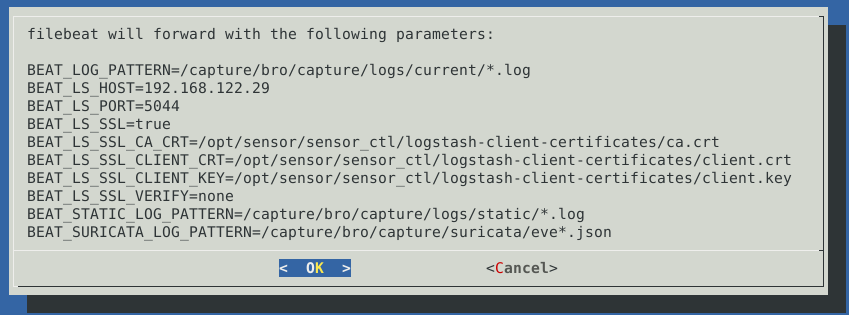 filebeat will forward with the following parameters:
BEAT_LOG_PATTERN=/capture/bro/capture/logs/current/*.log
BEAT_LS_HOST=192.168.122.29
BEAT_LS_PORT=5044
BEAT_LS_SSL=true
BEAT_LS_SSL_CA_CRT=/opt/sensor/sensor_ctl/logstash-client-certificates/ca.crt
BEAT_LS_SSL_CLIENT_CRT=/opt/sensor/sensor_ctl/logstash-client-certificates/client.crt
BEAT_LS_SSL_CLIENT_KEY=/opt/sensor/sensor_ctl/logstash-client-certificates/client.key
BEAT_LS_SSL_VERIFY=none
BEAT_STATIC_LOG_PATTERN=/capture/bro/capture/logs/static/*.log
BEAT_SURICATA_LOG_PATTERN=/capture/bro/capture/suricata/eve*.json
<  OK  > <Cancel>